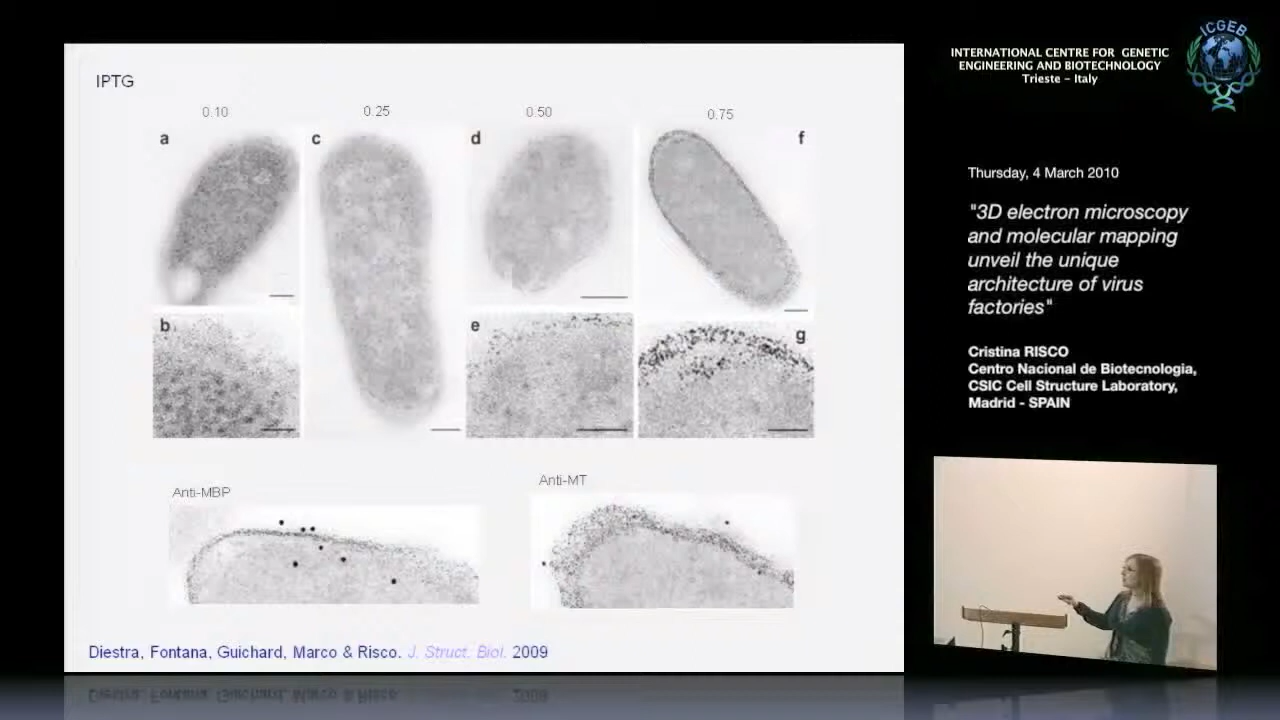 IPTG
0.10
0.25
0.50
0.75
a
c
d
f
b
e
g
Anti-MBP
Anti-MT
Diestra, Fontana, Guichard, Marco & Risco. J. Struct. Biol. 2009
INTERNATIONAL CENTRE FOR GENETIC
ENGINEERING AND BIOTECHNOLOGY
Trieste – Italy
ICGEB
Thursday, 4 March 2010
"3D electron microscopy
and molecular mapping
unveil the unique
architecture of virus
factories"
Cristina RISCO
Centro Nacional de Biotecnologia,
CSIC Cell Structure Laboratory,
Madrid - SPAIN